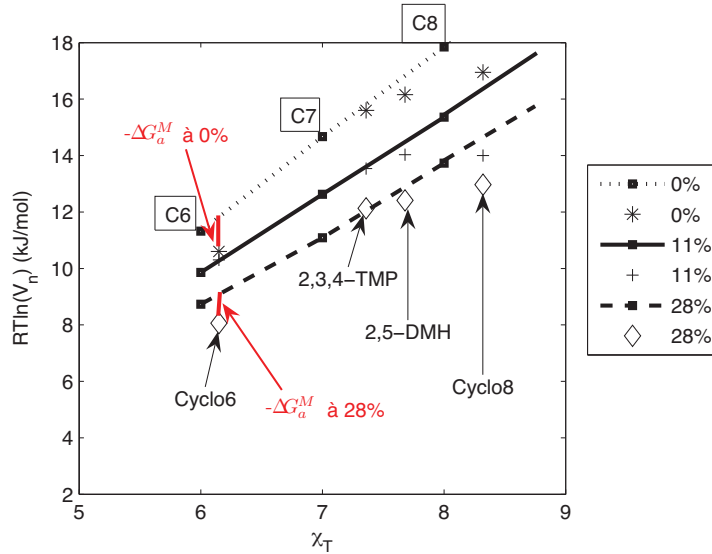 C8
C7
C6
-ΔG_a^M à 0%
2,3,4−TMP
2,5−DMH
Cyclo6
Cyclo8
-ΔG_a^M à 28%
18
16
14
12
10
8
6
4
2
5
6
7
8
9
RTln(V_n) (kJ/mol)
χ_T
0%
0%
11%
11%
28%
28%